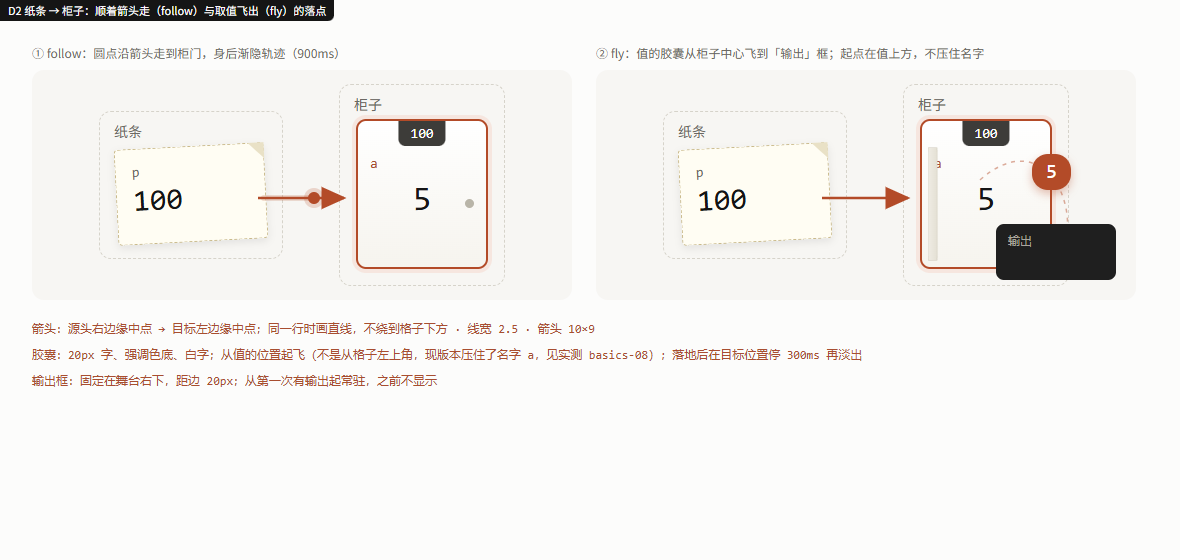 D2 纸条 → 柜子：顺着箭头走（follow）与取值飞出（fly）的落点
① follow：圆点沿箭头走到柜门，身后渐隐轨迹（900ms）
纸条
p
100
柜子
100
a
5
② fly：值的胶囊从柜子中心飞到「输出」框；起点在值上方，不压住名字
纸条
p
100
柜子
100
a
5
5
输出
箭头：源头右边缘中点 → 目标左边缘中点；同一行时画直线，不绕到格子下方 · 线宽 2.5 · 箭头 10×9
胶囊：20px 字、强调色底、白字；从值的位置起飞（不是从格子左上角，现版本压住了名字 a，见实测 basics-08）；落地后在目标位置停 300ms 再淡出
输出框：固定在舞台右下，距边 20px；从第一次有输出起常驻，之前不显示